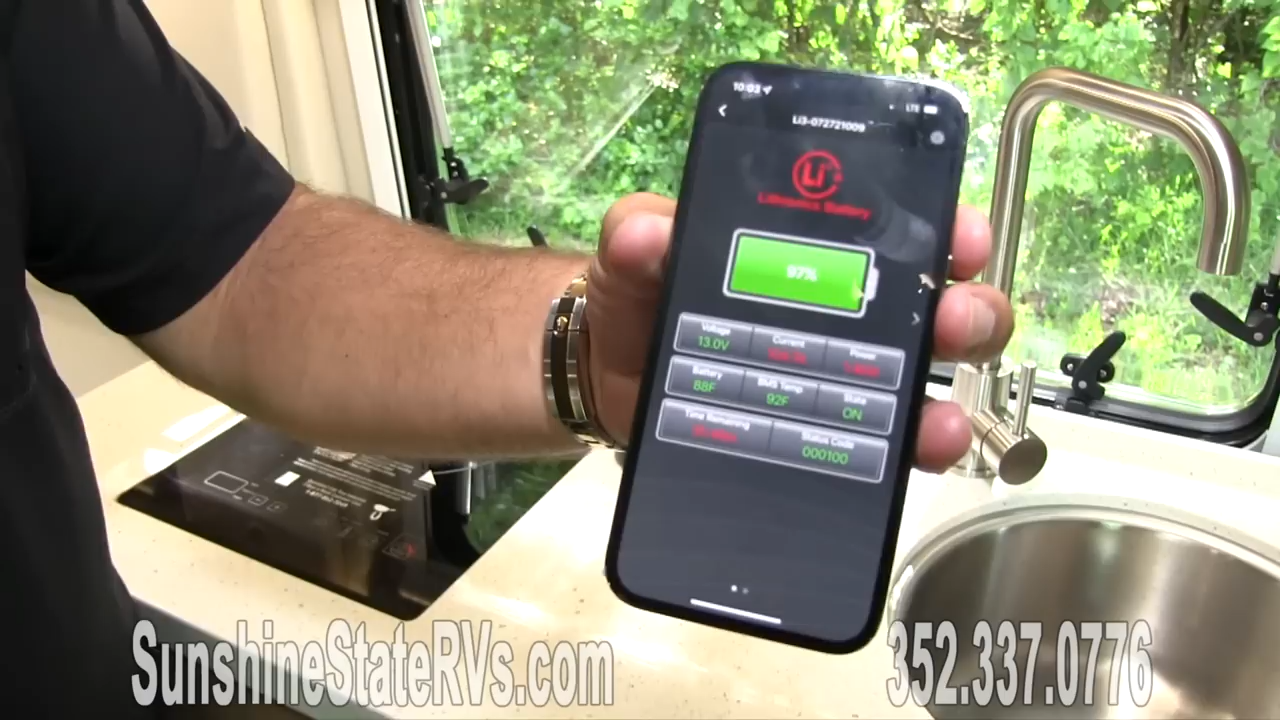 10:03
LTE
Li3-072721009
Li
Lithionics Battery
97%
Voltage
13.0V
Current
Power
Battery
88F
BMS Temp
92F
State
ON
Time Remaining
Status Code
000100
SunshineStateRVs.com
352.337.0776